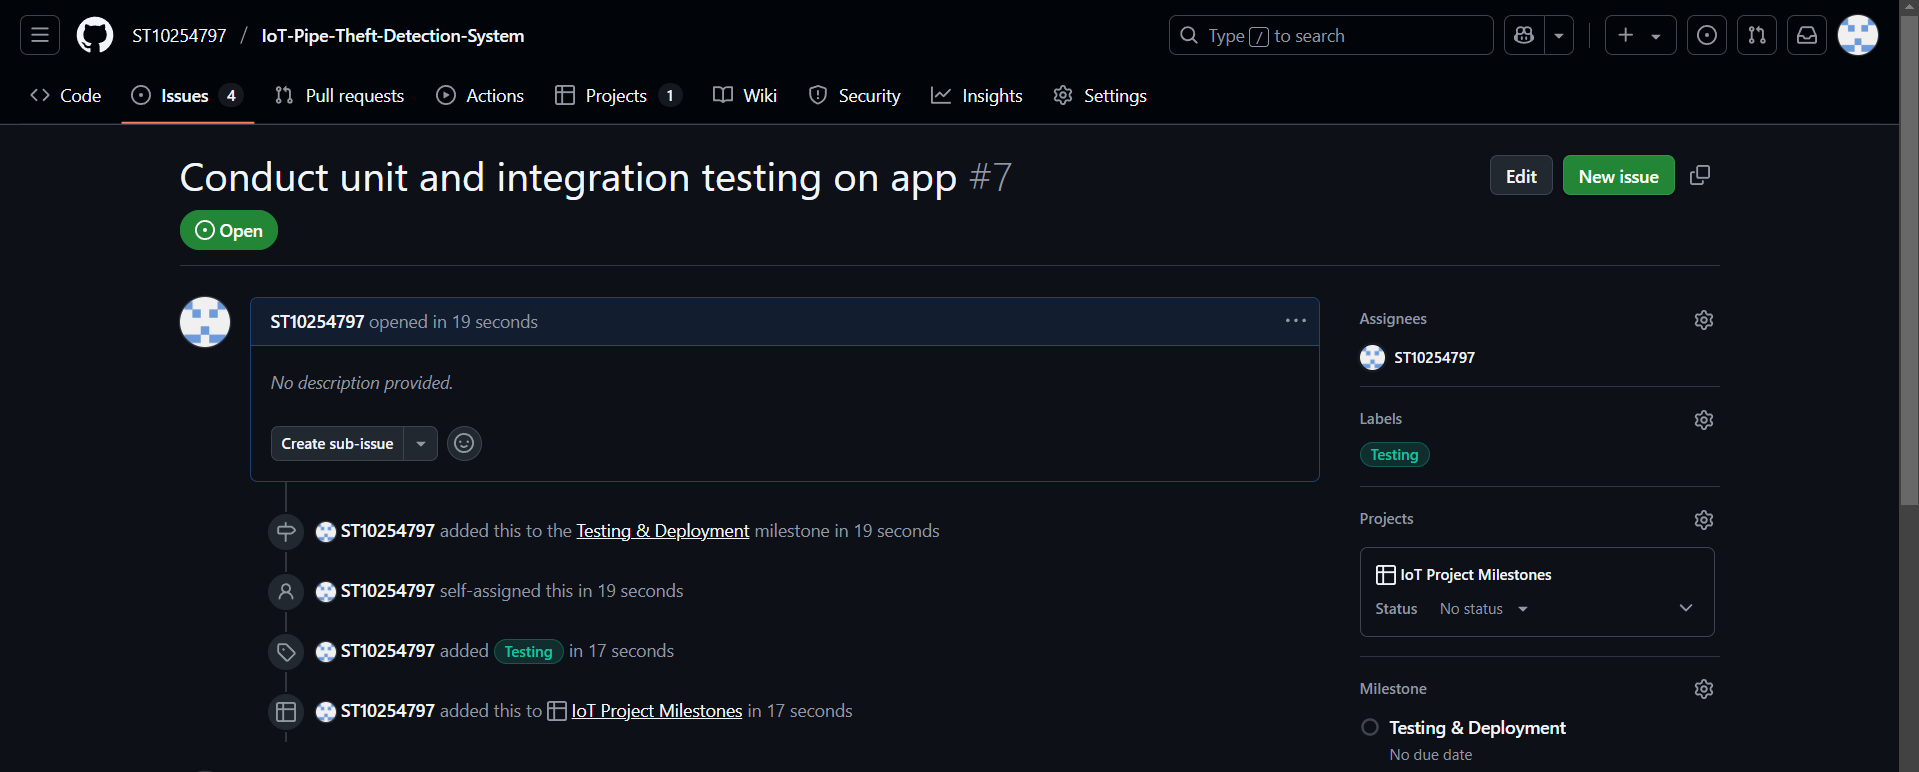 ST10254797 / IoT-Pipe-Theft-Detection-System
Type / to search
Code
Issues 4
Pull requests
Actions
Projects 1
Wiki
Security
Insights
Settings
Conduct unit and integration testing on app #7
Edit
New issue
Open
ST10254797 opened in 19 seconds
No description provided.
Create sub-issue
ST10254797 added this to the Testing & Deployment milestone in 19 seconds
ST10254797 self-assigned this in 19 seconds
ST10254797 added Testing in 17 seconds
ST10254797 added this to IoT Project Milestones in 17 seconds
Assignees
ST10254797
Labels
Testing
Projects
IoT Project Milestones
Status No status
Milestone
Testing & Deployment
No due date